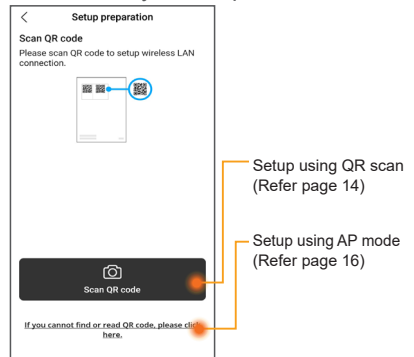 Setup preparation
Scan QR code
Please scan QR code to setup wireless LAN
connection.
Setup using QR scan
(Refer page 14)
Setup using AP mode
(Refer page 16)
Scan QR code
If you cannot find or read QR code, please click
here.